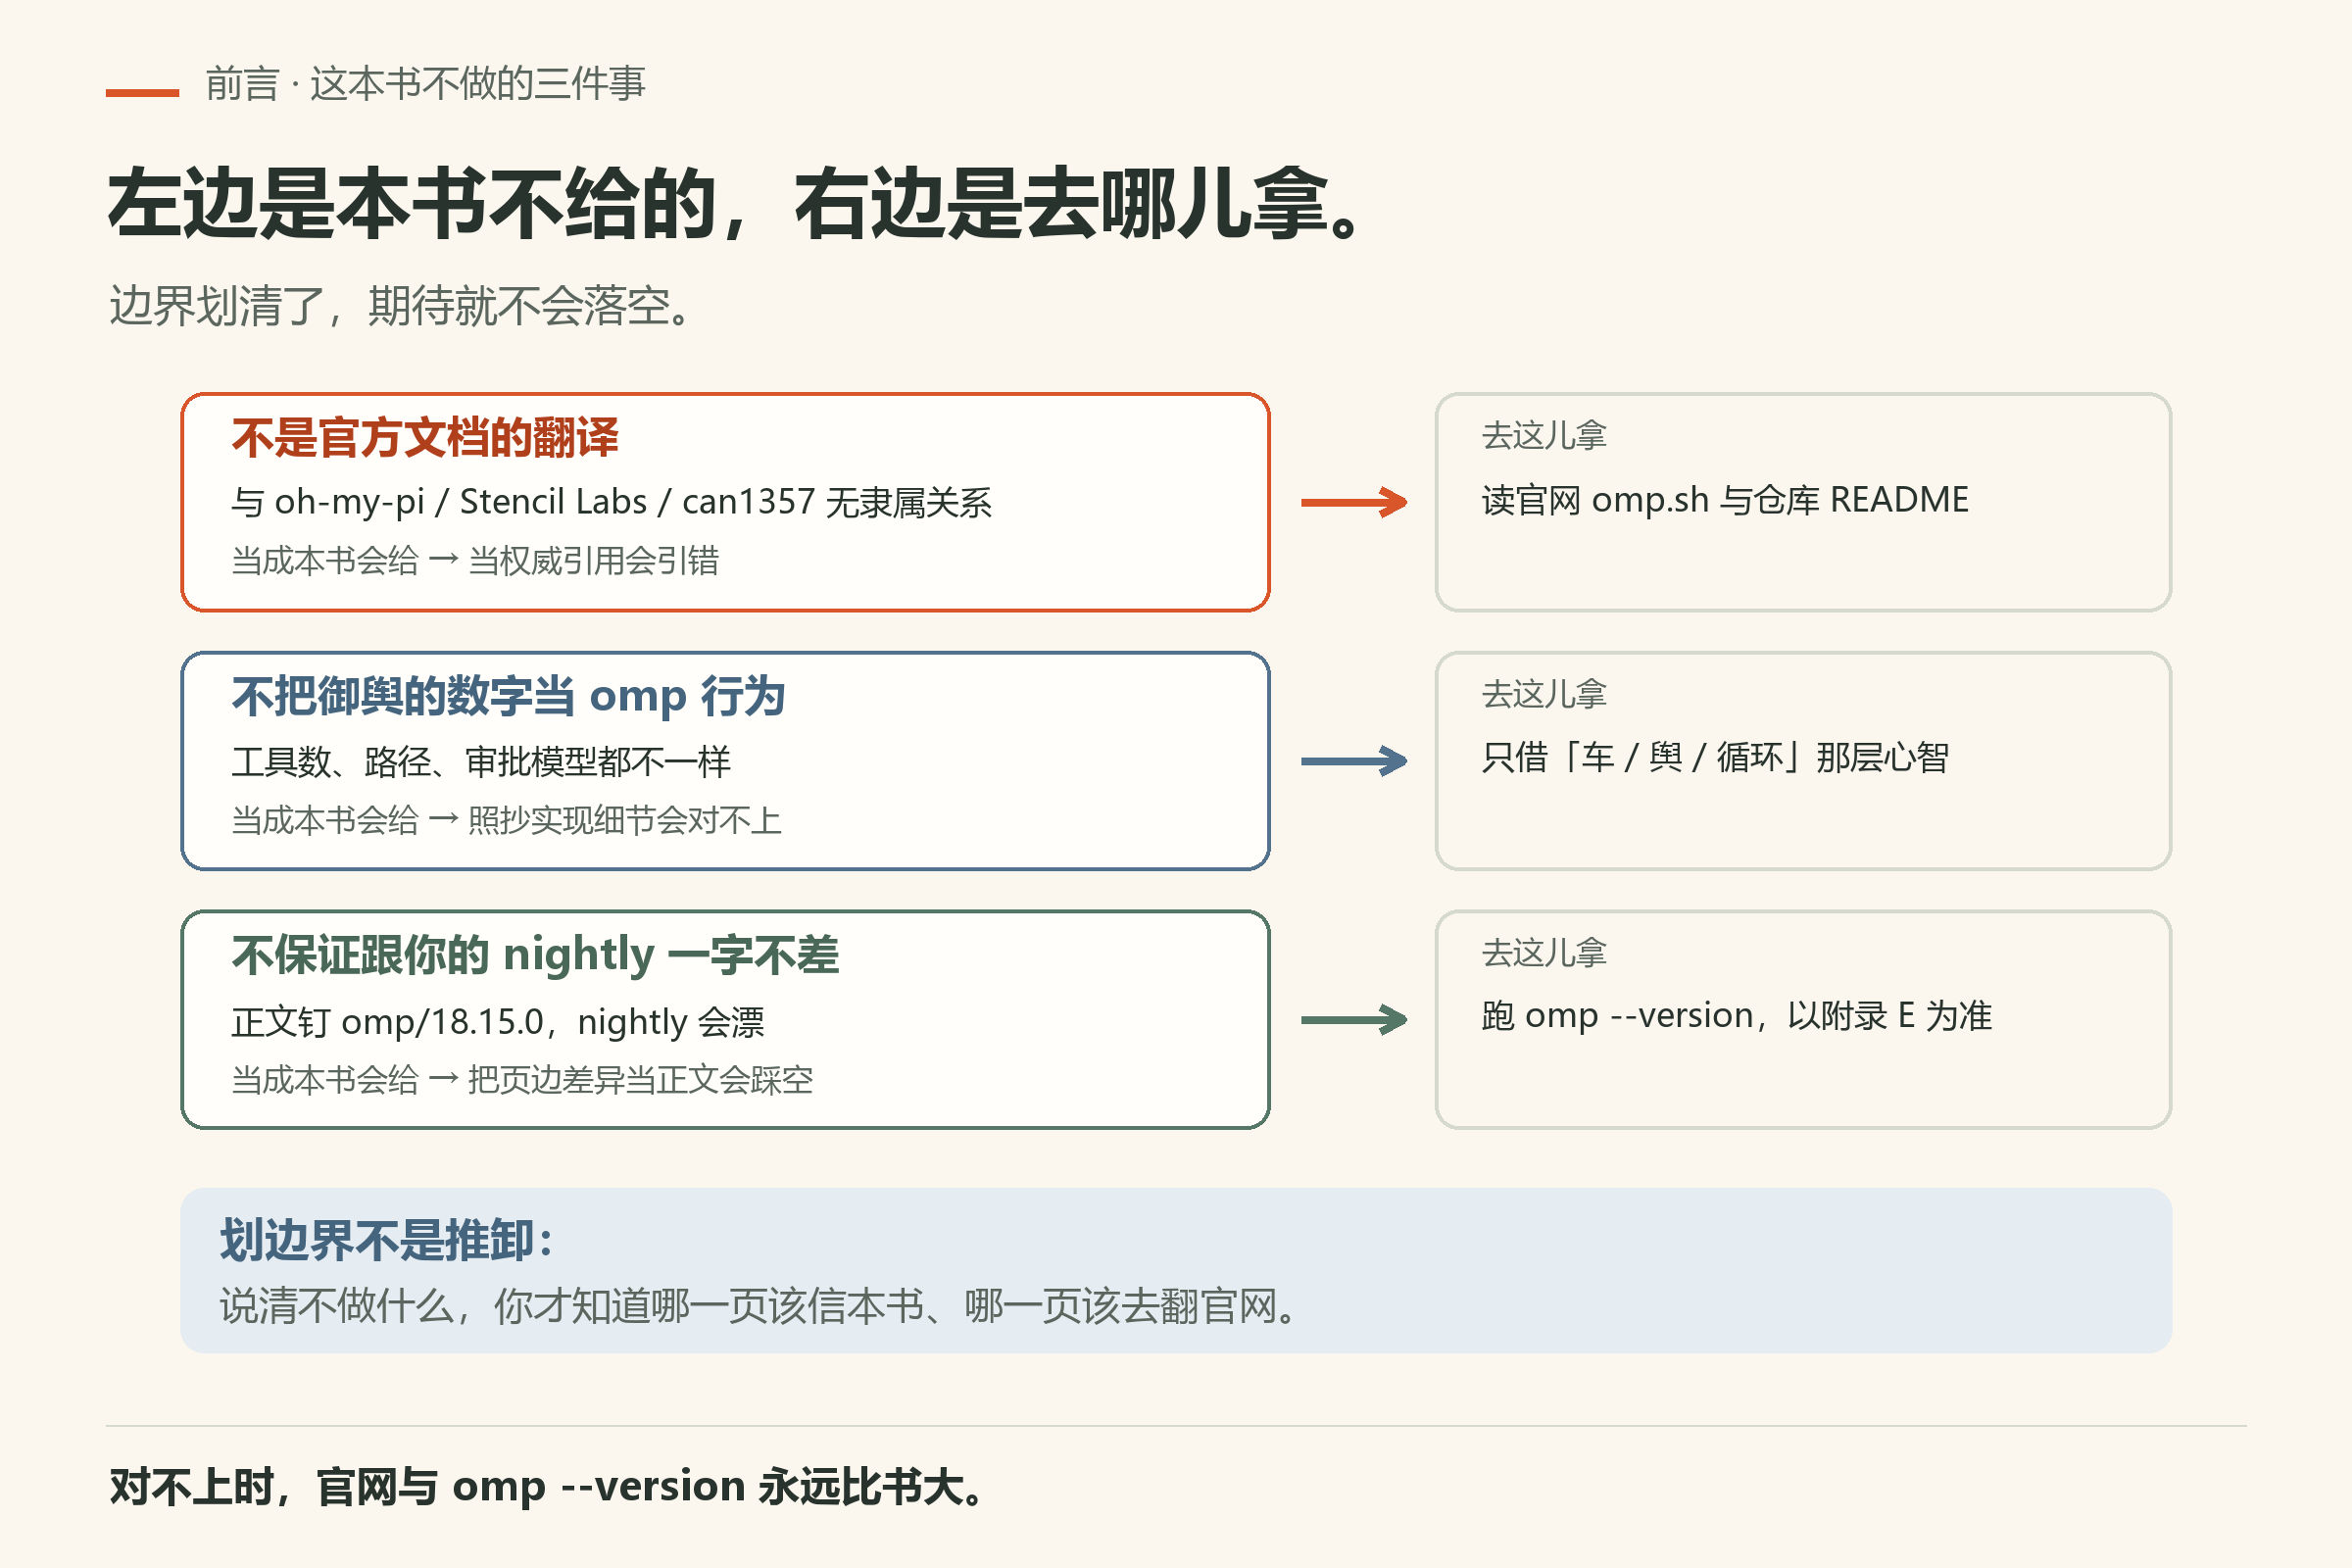 前言 · 这本书不做的三件事
左边是本书不给的，右边是去哪儿拿。
边界划清了，期待就不会落空。
不是官方文档的翻译
与 oh-my-pi / Stencil Labs / can1357 无隶属关系
当成本书会给 → 当权威引用会引错
去这儿拿
读官网 omp.sh 与仓库 README
不把御舆的数字当 omp 行为
工具数、路径、审批模型都不一样
当成本书会给 → 照抄实现细节会对不上
去这儿拿
只借「车 / 舆 / 循环」那层心智
不保证跟你的 nightly 一字不差
正文钉 omp/18.15.0，nightly 会漂
当成本书会给 → 把页边差异当正文会踩空
去这儿拿
跑 omp --version，以附录 E 为准
划边界不是推卸：
说清不做什么，你才知道哪一页该信本书、哪一页该去翻官网。
对不上时，官网与 omp --version 永远比书大。